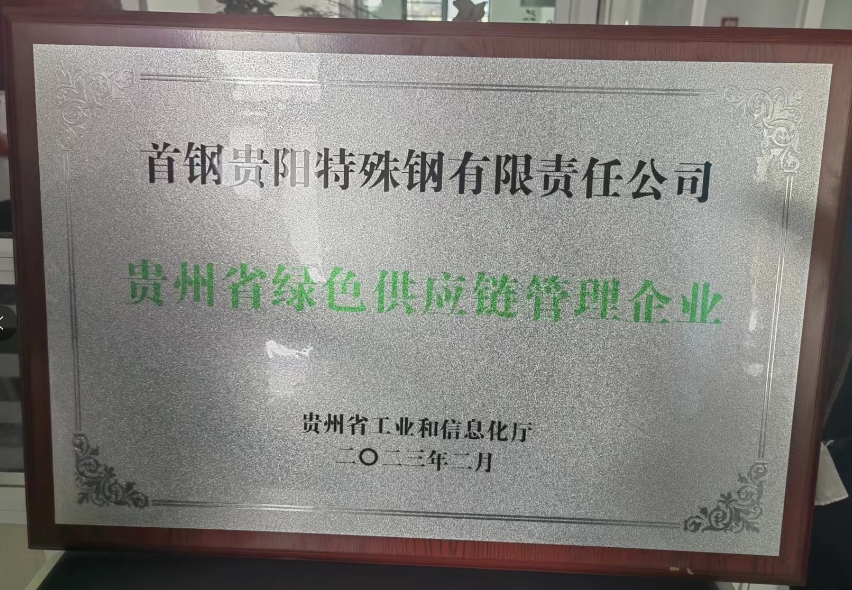 首钢贵阳特殊钢有限责任公司
贵州省绿色供应链管理企业
贵州省工业和信息化厅
二〇二三年二月